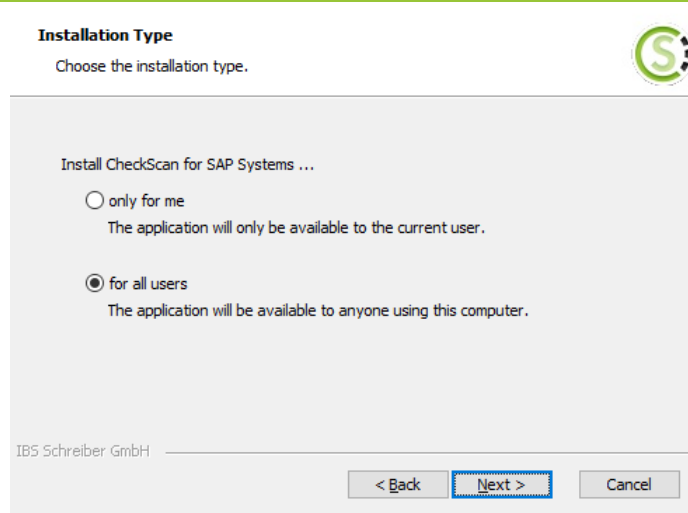 Installation Type
Choose the installation type.
S
Install CheckScan for SAP Systems ...
only for me
The application will only be available to the current user.
for all users
The application will be available to anyone using this computer.
IBS Schreiber GmbH
< Back
Next >
Cancel